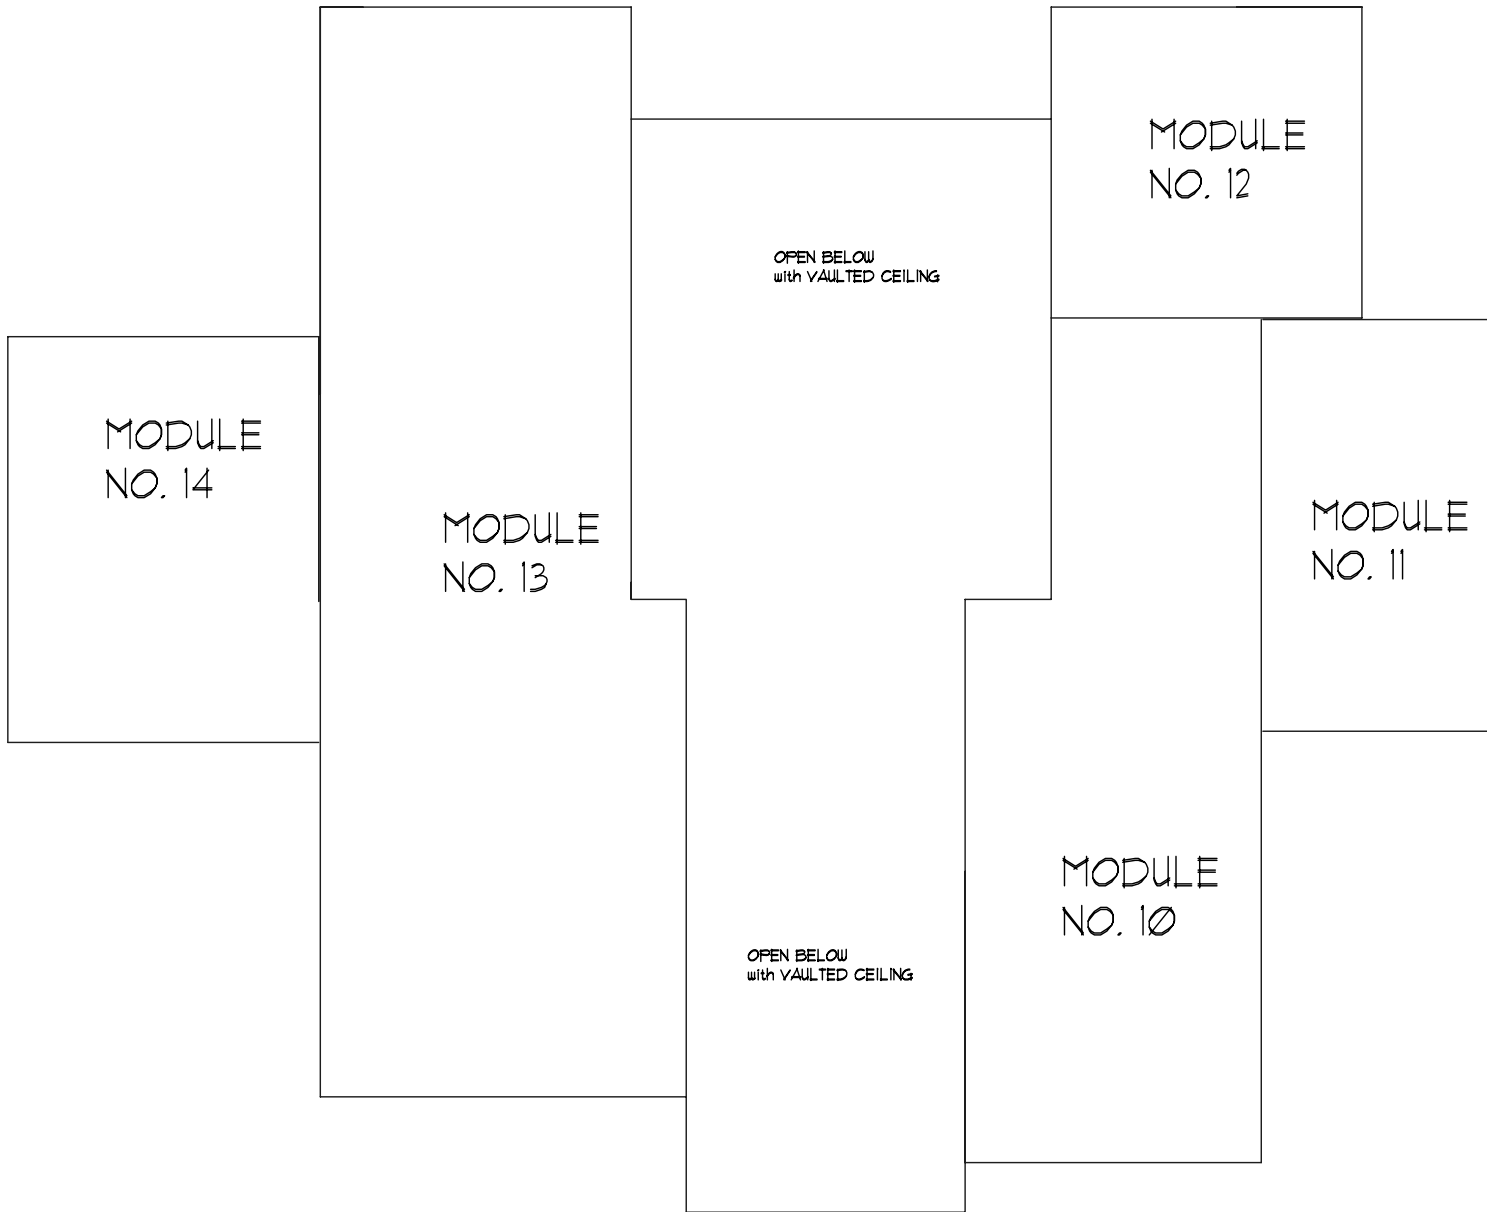 MODULE
NO. 12
OPEN BELOW
with VAULTED CEILING
MODULE
NO. 14
MODULE
NO. 13
MODULE
NO. 11
MODULE
NO. 10
OPEN BELOW
with VAULTED CEILING